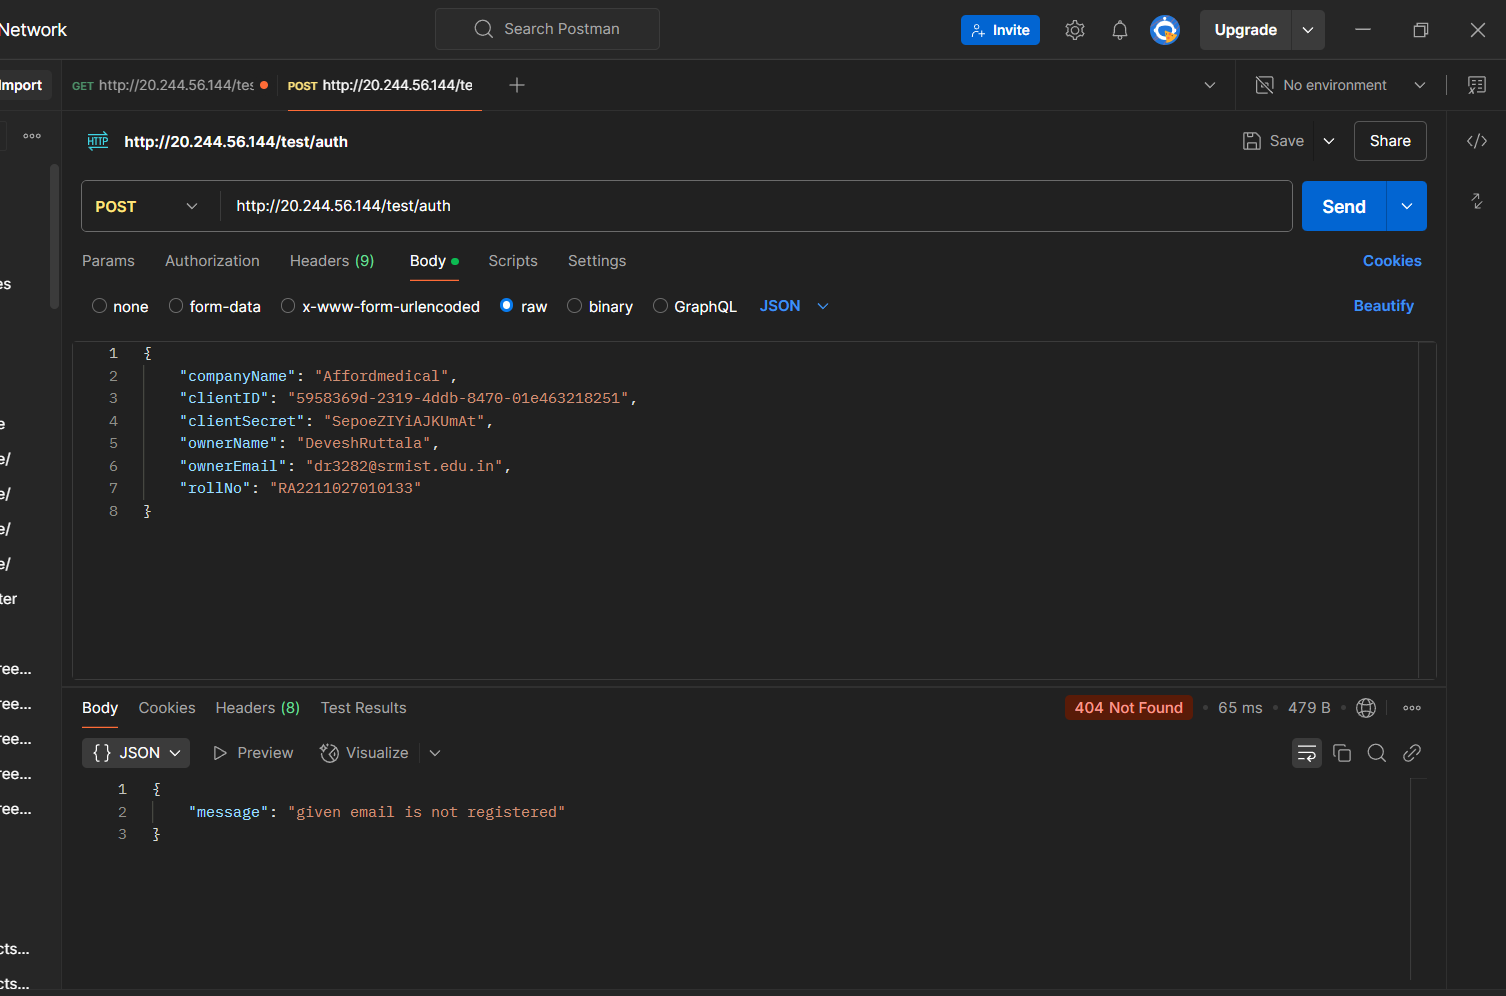 Network
Search Postman
Invite
Upgrade
Import
GET http://20.244.56.144/tes
POST http://20.244.56.144/te
No environment
HTTP http://20.244.56.144/test/auth
Save
Share
POST
http://20.244.56.144/test/auth
Send
Params Authorization Headers (9) Body Scripts Settings
Cookies
none form-data x-www-form-urlencoded raw binary GraphQL JSON
Beautify
1 {
2 "companyName": "Affordmedical",
3 "clientID": "5958369d-2319-4ddb-8470-01e463218251",
4 "clientSecret": "SepoeZIYiAJKUmAt",
5 "ownerName": "DeveshRuttala",
6 "ownerEmail": "dr3282@srmist.edu.in",
7 "rollNo": "RA2211027010133"
8 }
es
e
e/
e/
e/
e/
ter
ree...
ree...
ree...
ree...
ree...
cts...
cts...
Body Cookies Headers (8) Test Results
404 Not Found
65 ms
479 B
{} JSON
Preview
Visualize
1 {
2 "message": "given email is not registered"
3 }